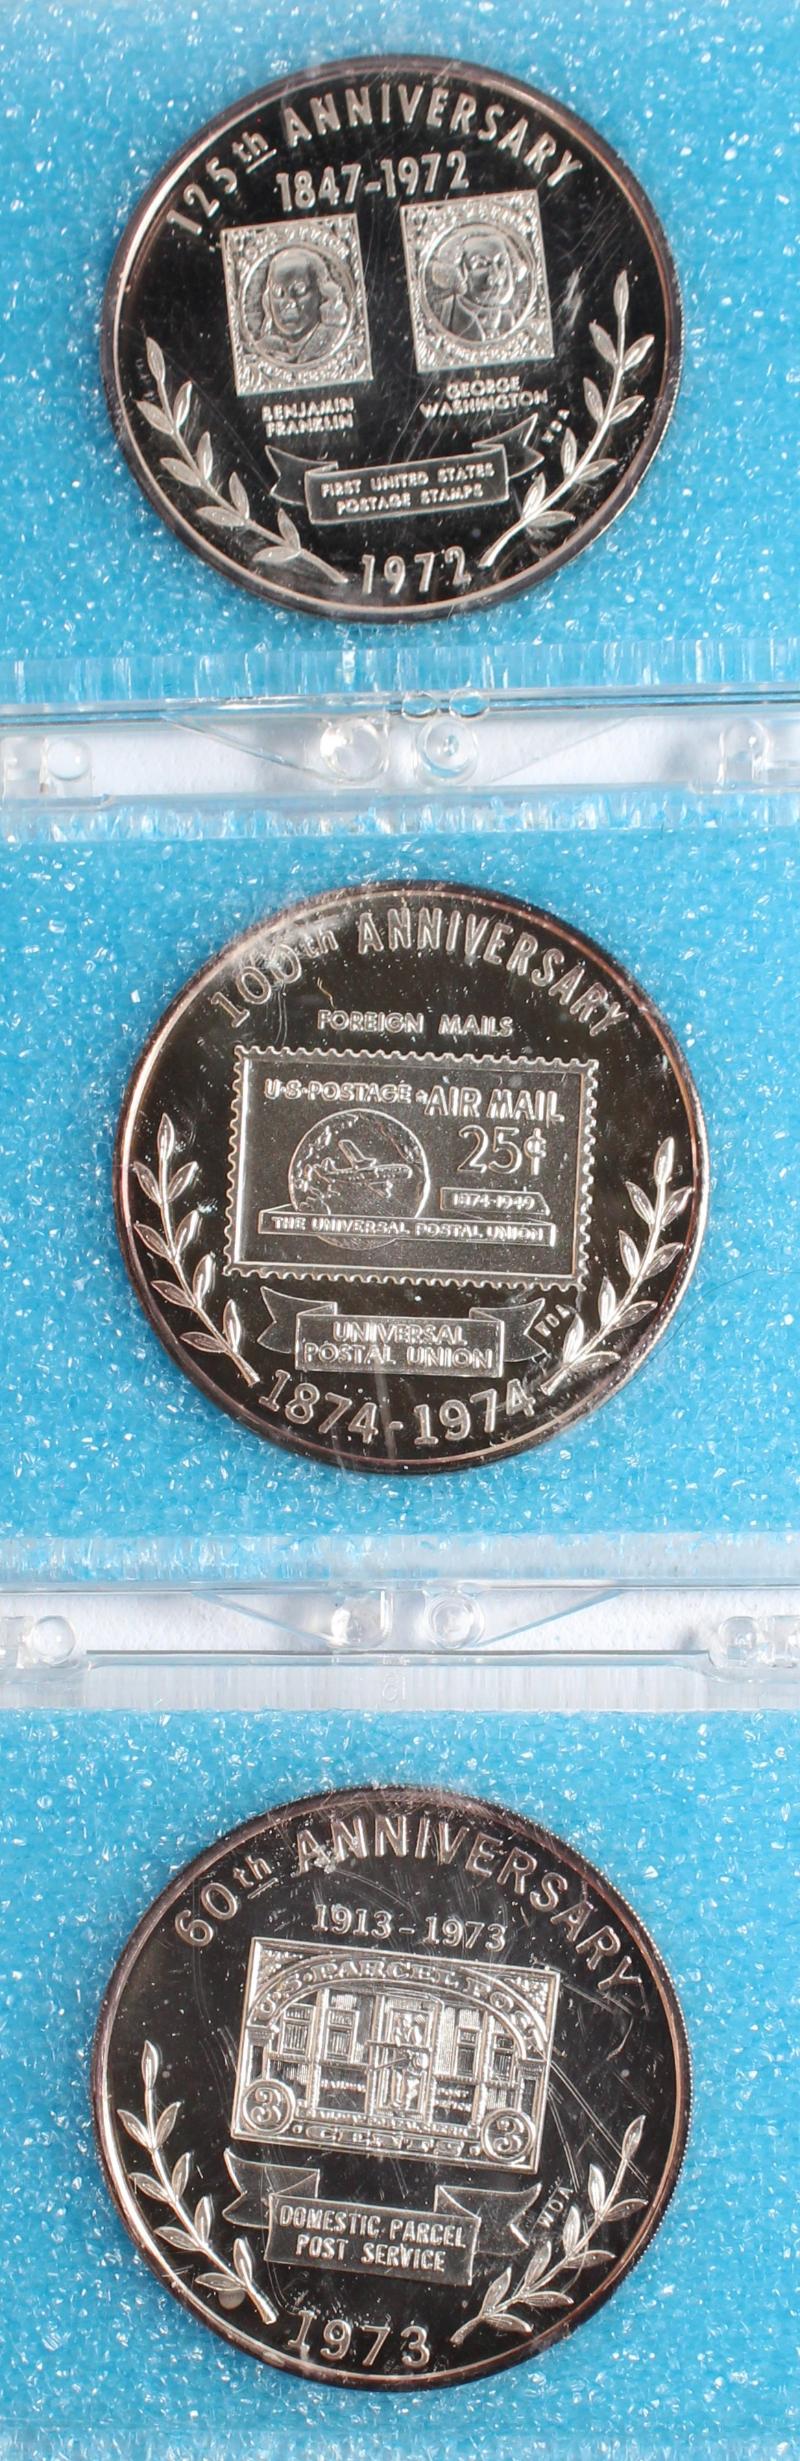 125th ANNIVERSARY
1847-1972
BENJAMIN
FRANKLIN
GEORGE
WASHINGTON
FIRST UNITED STATES
POSTAGE STAMPS
1972
100th ANNIVERSARY
FOREIGN MAILS
U·S·POSTAGE·AIR MAIL
25¢
1874-1949
THE UNIVERSAL POSTAL UNION
UNIVERSAL
POSTAL UNION
1874-1974
60th ANNIVERSARY
1913-1973
U.S. PARCEL POST
3 3
CENTS
DOMESTIC PARCEL
POST SERVICE
1973